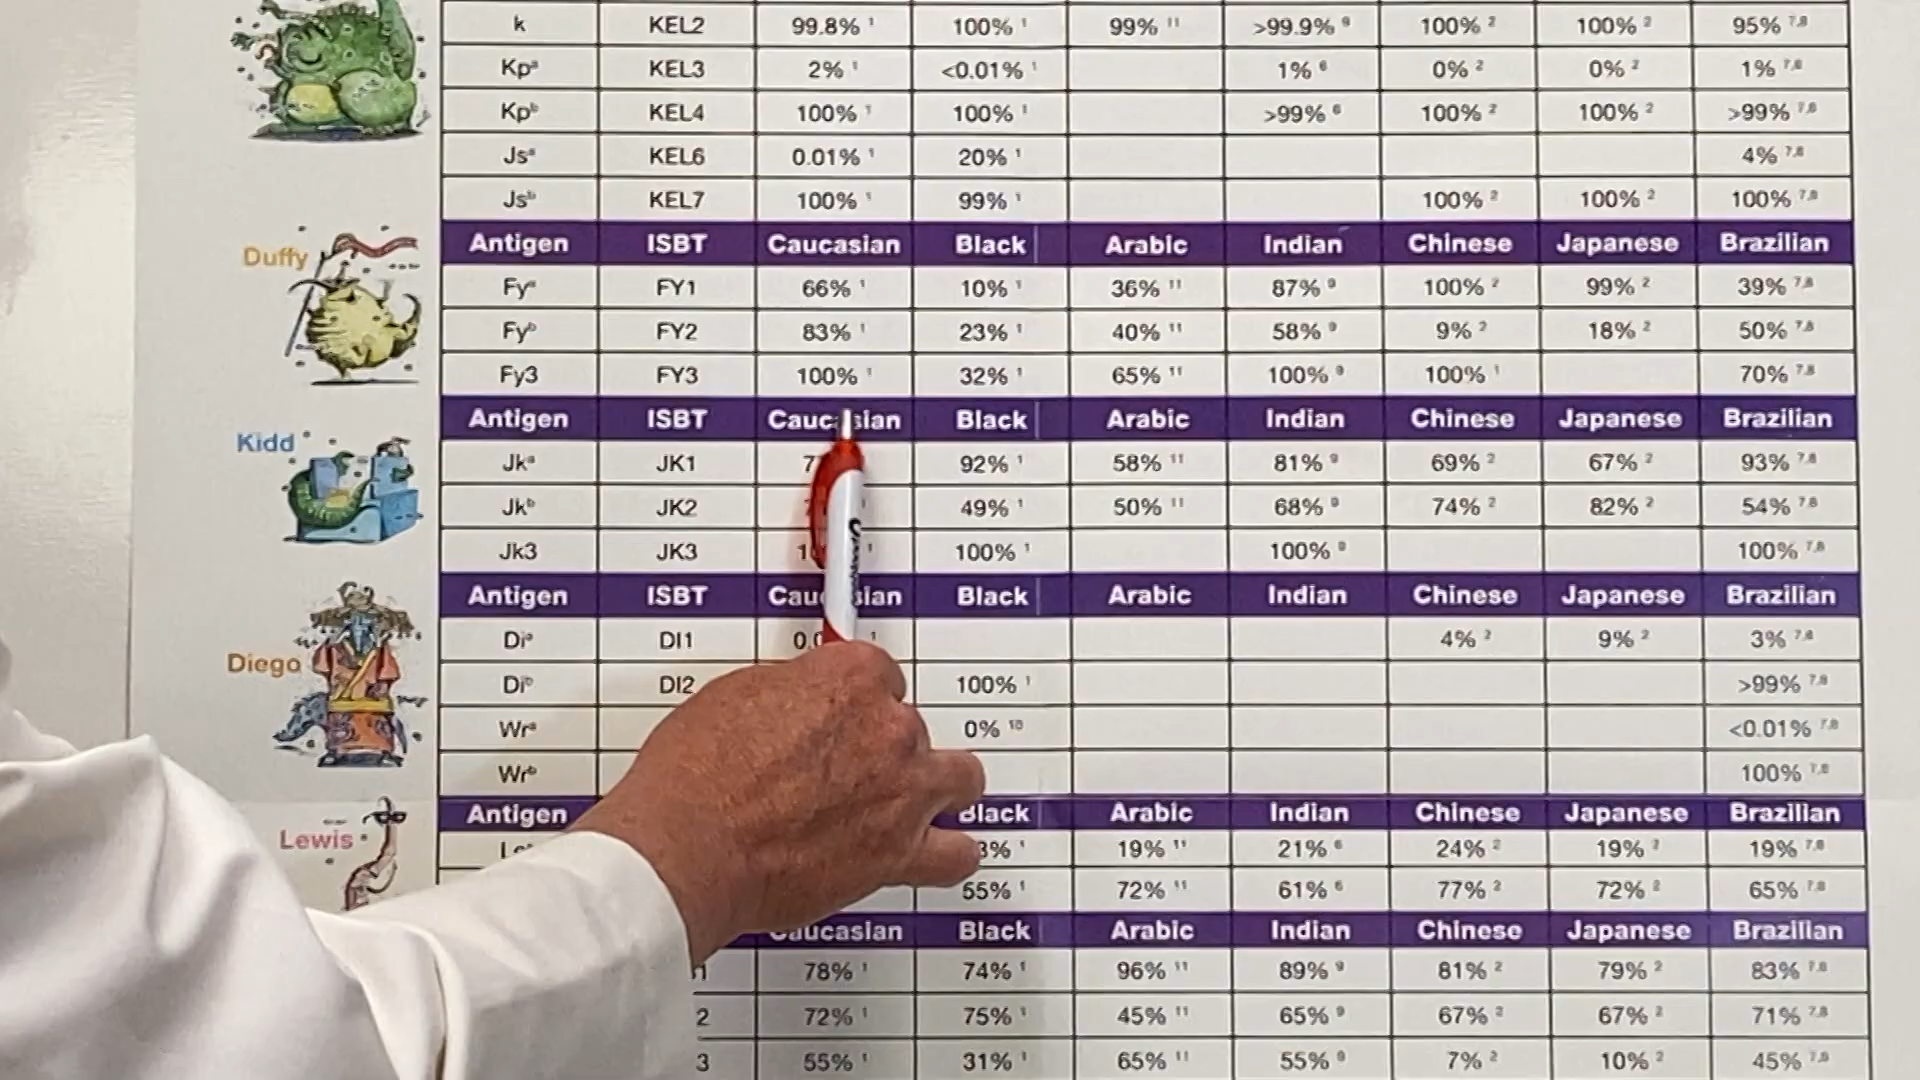 k KEL2 99.8% 1 100% 1 99% 11 >99.9% 9 100% 2 100% 2 95% 7,8
Kpa KEL3 2% 1 <0.01% 1 1% 6 0% 2 0% 2 1% 7,8
Kpb KEL4 100% 1 100% 1 >99% 6 100% 2 100% 2 >99% 7,8
Jsa KEL6 0.01% 1 20% 1 4% 7,8
Jsb KEL7 100% 1 99% 1 100% 2 100% 2 100% 7,8
Duffy
Antigen ISBT Caucasian Black Arabic Indian Chinese Japanese Brazilian
Fya FY1 66% 1 10% 1 36% 11 87% 9 100% 2 99% 2 39% 7,8
Fyb FY2 83% 1 23% 1 40% 11 58% 9 9% 2 18% 2 50% 7,8
Fy3 FY3 100% 1 32% 1 65% 11 100% 9 100% 1 70% 7,8
Kidd
Antigen ISBT Caucasian Black Arabic Indian Chinese Japanese Brazilian
Jka JK1 92% 1 58% 11 81% 9 69% 2 67% 2 93% 7,8
Jkb JK2 49% 1 50% 11 68% 9 74% 2 82% 2 54% 7,8
Jk3 JK3 1 100% 1 100% 9 100% 7,8
Diego
Antigen ISBT Caucasian Black Arabic Indian Chinese Japanese Brazilian
Dia DI1 1 4% 2 9% 2 3% 7,8
Dib DI2 100% 1 >99% 7,8
Wra 0% 10 <0.01% 7,8
Wrb 100% 7,8
Lewis
Antigen Black Arabic Indian Chinese Japanese Brazilian
3% 1 19% 11 21% 6 24% 2 19% 2 19% 7,8
55% 1 72% 11 61% 6 77% 2 72% 2 65% 7,8
Caucasian Black Arabic Indian Chinese Japanese Brazilian
1 78% 1 74% 1 96% 11 89% 9 81% 2 79% 2 83% 7,8
2 72% 1 75% 1 45% 11 65% 9 67% 2 67% 2 71% 7,8
3 55% 1 31% 1 65% 11 55% 9 7% 2 10% 2 45% 7,8